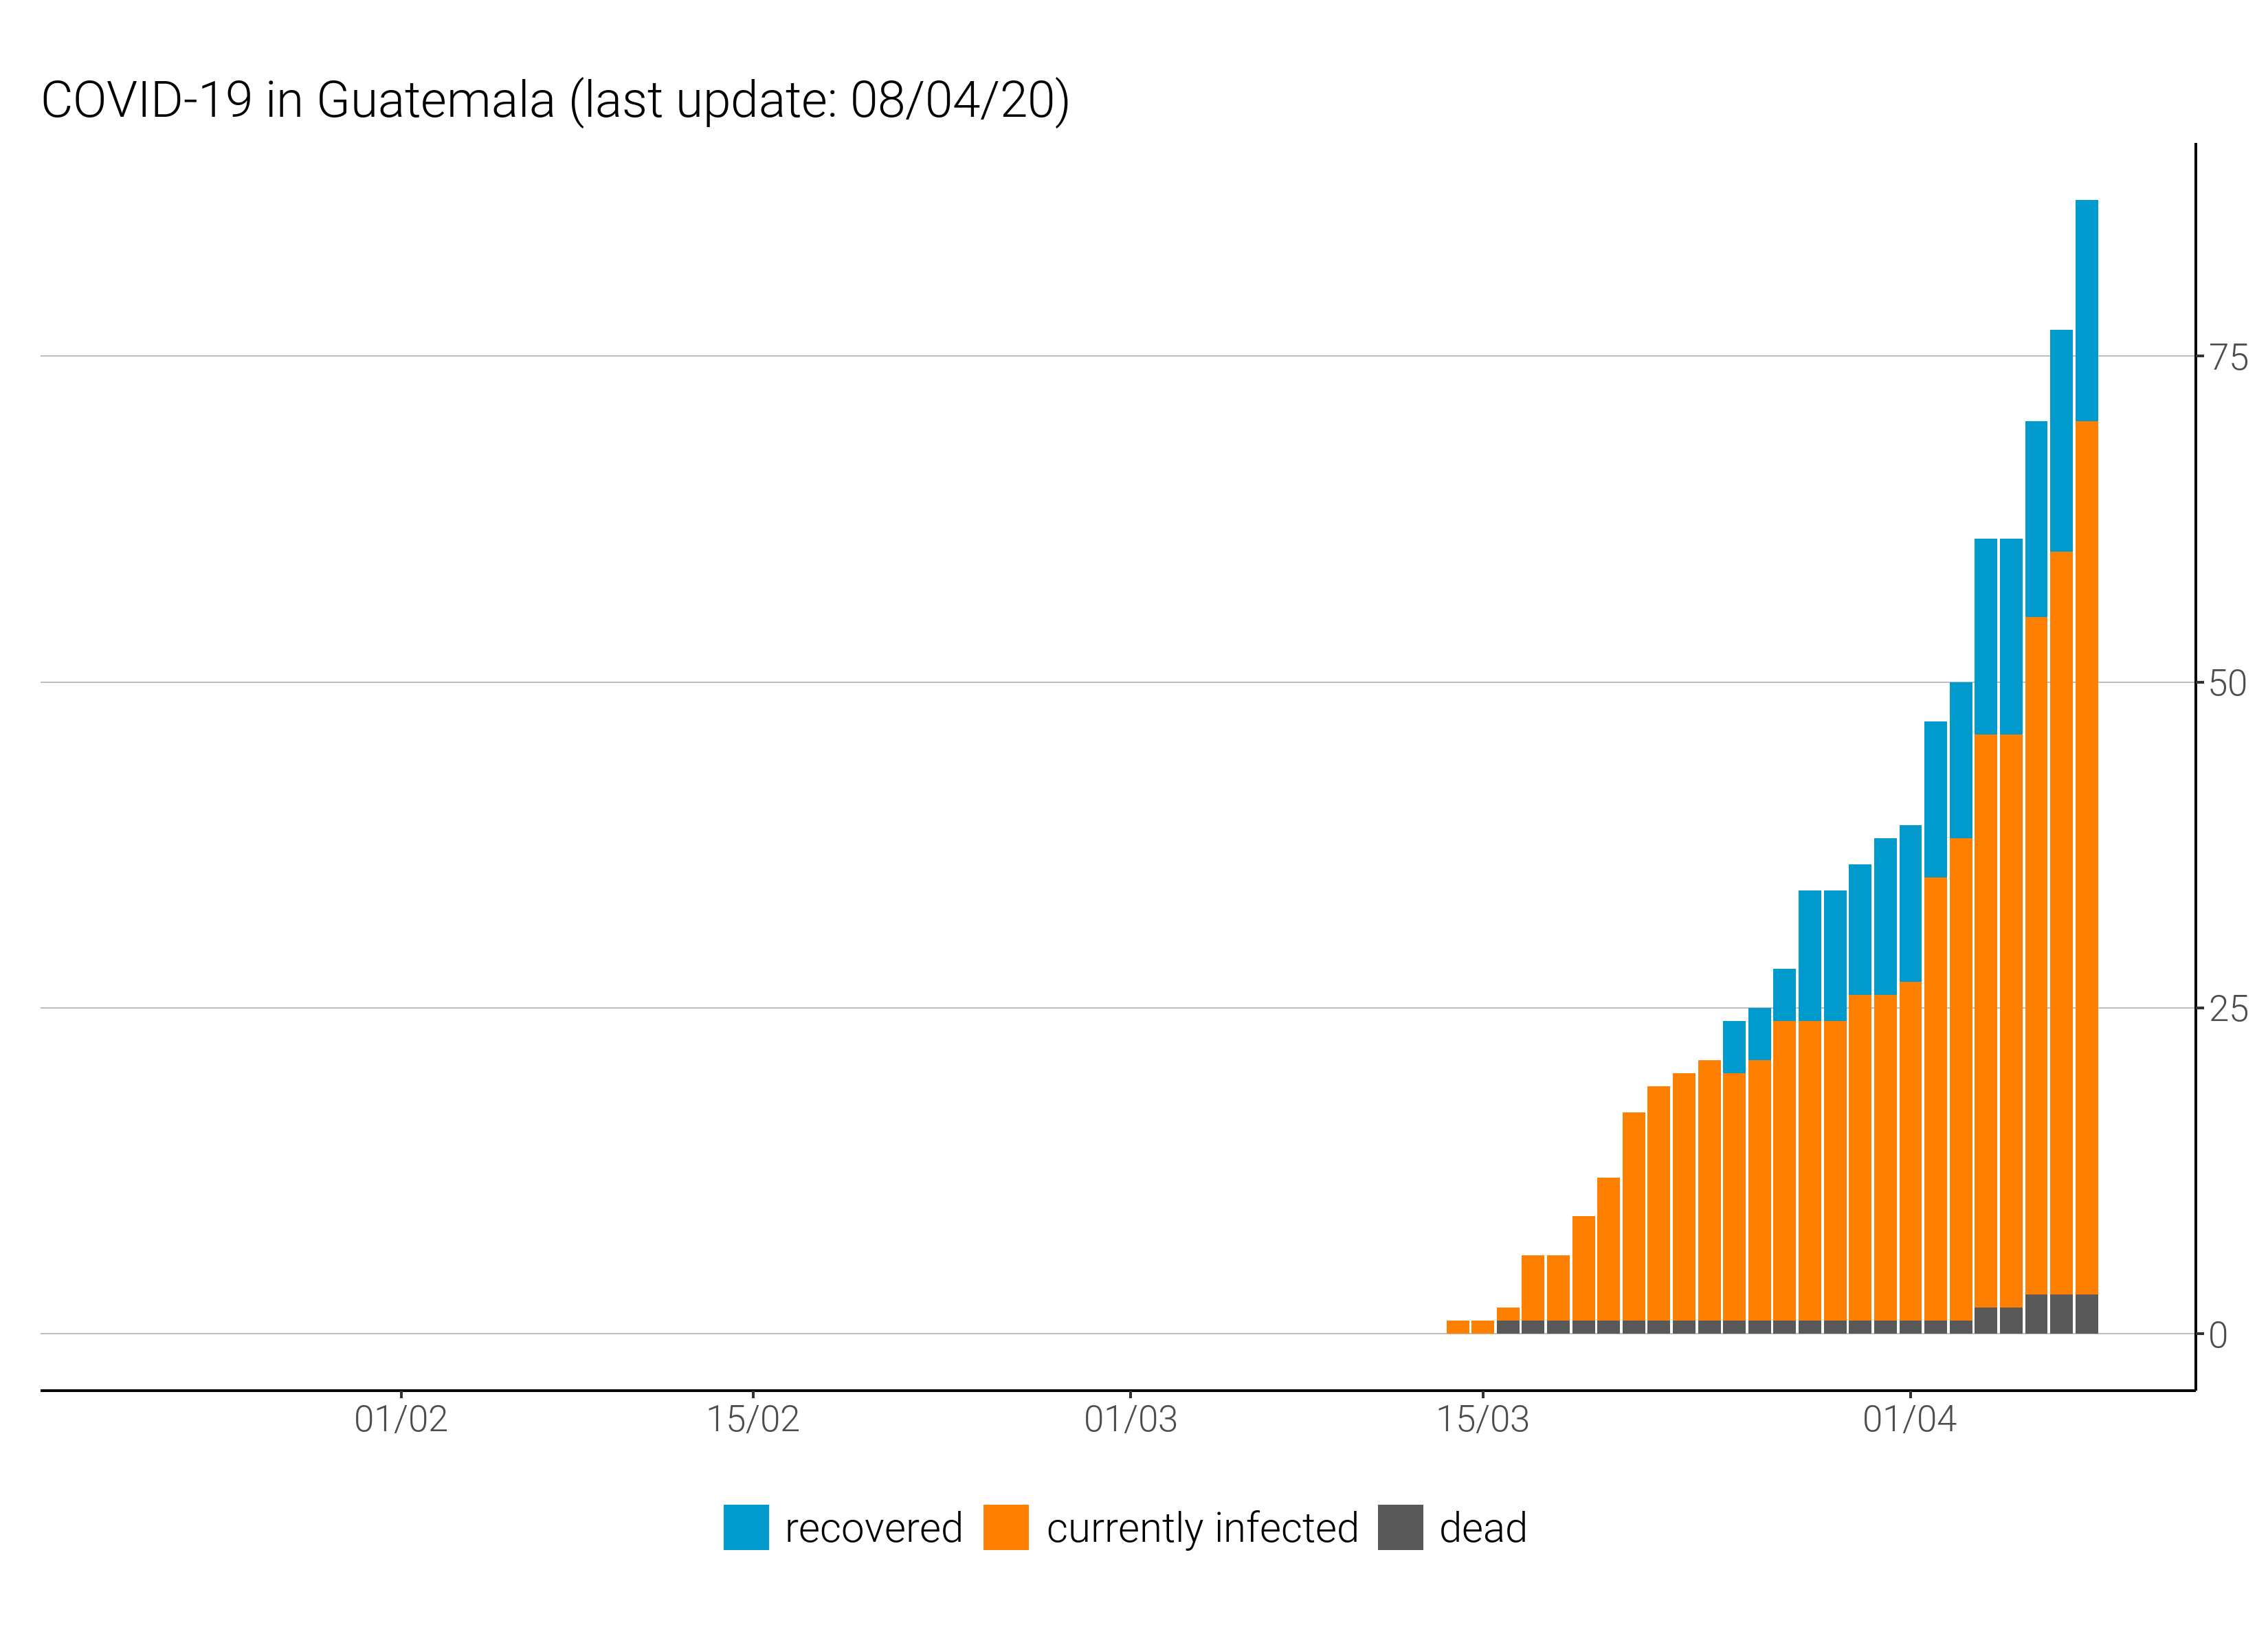 COVID-19 in Guatemala (last update: 08/04/20)
75
50
25
0
01/02 15/02 01/03 15/03 01/04
recovered currently infected dead